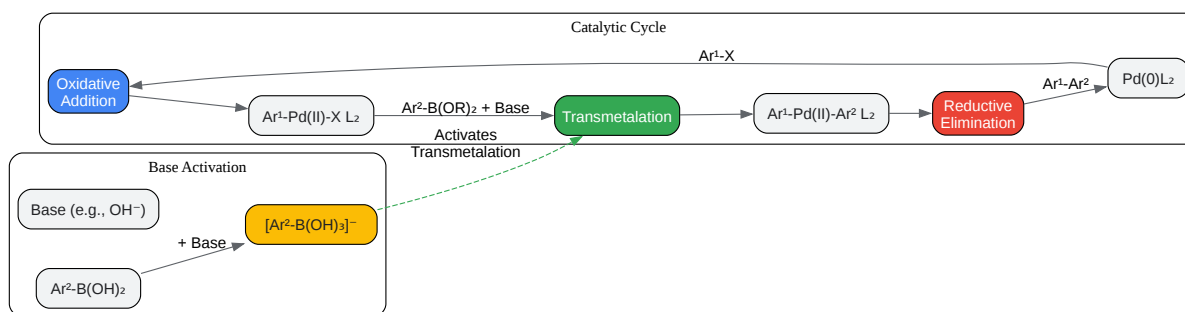 Catalytic Cycle
Ar¹-X
Oxidative
Addition
Ar¹-Pd(II)-X L₂
Ar²-B(OR)₂ + Base
Transmetalation
Ar¹-Pd(II)-Ar² L₂
Reductive
Elimination
Ar¹-Ar²
Pd(0)L₂
Activates
Transmetalation
Base Activation
Base (e.g., OH⁻)
[Ar²-B(OH)₃]⁻
+ Base
Ar²-B(OH)₂